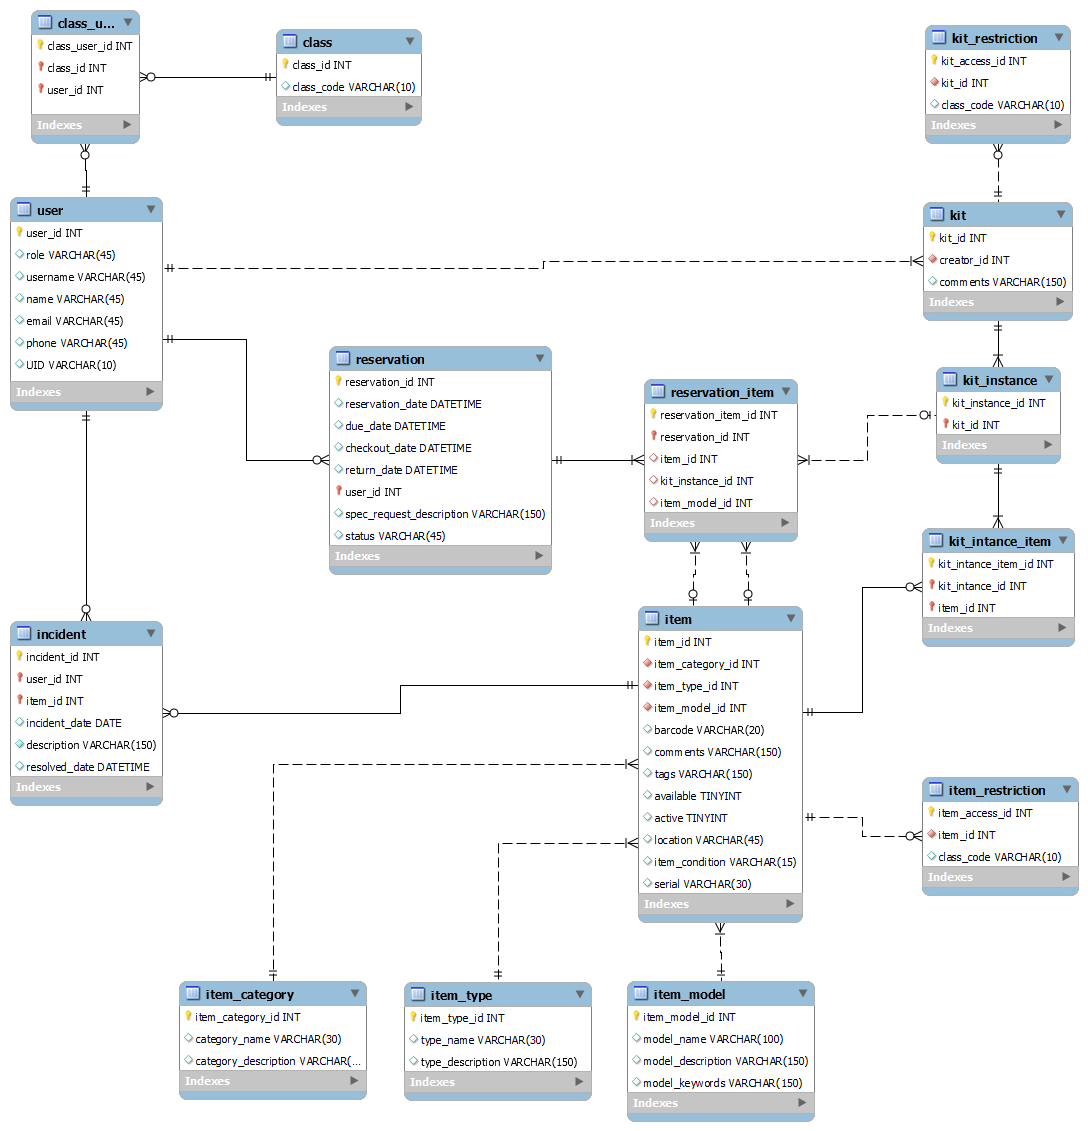 class_u...
class_user_id INT
class_id INT
user_id INT
Indexes
class
class_id INT
class_code VARCHAR(10)
Indexes
kit_restriction
kit_access_id INT
kit_id INT
class_code VARCHAR(10)
Indexes
user
user_id INT
role VARCHAR(45)
username VARCHAR(45)
name VARCHAR(45)
email VARCHAR(45)
phone VARCHAR(45)
UID VARCHAR(10)
Indexes
kit
kit_id INT
creator_id INT
comments VARCHAR(150)
Indexes
reservation
reservation_id INT
reservation_date DATETIME
due_date DATETIME
checkout_date DATETIME
return_date DATETIME
user_id INT
spec_request_description VARCHAR(150)
status VARCHAR(45)
Indexes
reservation_item
reservation_item_id INT
reservation_id INT
item_id INT
kit_instance_id INT
item_model_id INT
Indexes
kit_instance
kit_instance_id INT
kit_id INT
Indexes
kit_intance_item
kit_intance_item_id INT
kit_intance_id INT
item_id INT
Indexes
incident
incident_id INT
user_id INT
item_id INT
incident_date DATE
description VARCHAR(150)
resolved_date DATETIME
Indexes
item
item_id INT
item_category_id INT
item_type_id INT
item_model_id INT
barcode VARCHAR(20)
comments VARCHAR(150)
tags VARCHAR(150)
available TINYINT
active TINYINT
location VARCHAR(45)
item_condition VARCHAR(15)
serial VARCHAR(30)
Indexes
item_restriction
item_access_id INT
item_id INT
class_code VARCHAR(10)
Indexes
item_category
item_category_id INT
category_name VARCHAR(30)
category_description VARCHAR(...
Indexes
item_type
item_type_id INT
type_name VARCHAR(30)
type_description VARCHAR(150)
Indexes
item_model
item_model_id INT
model_name VARCHAR(100)
model_description VARCHAR(150)
model_keywords VARCHAR(150)
Indexes